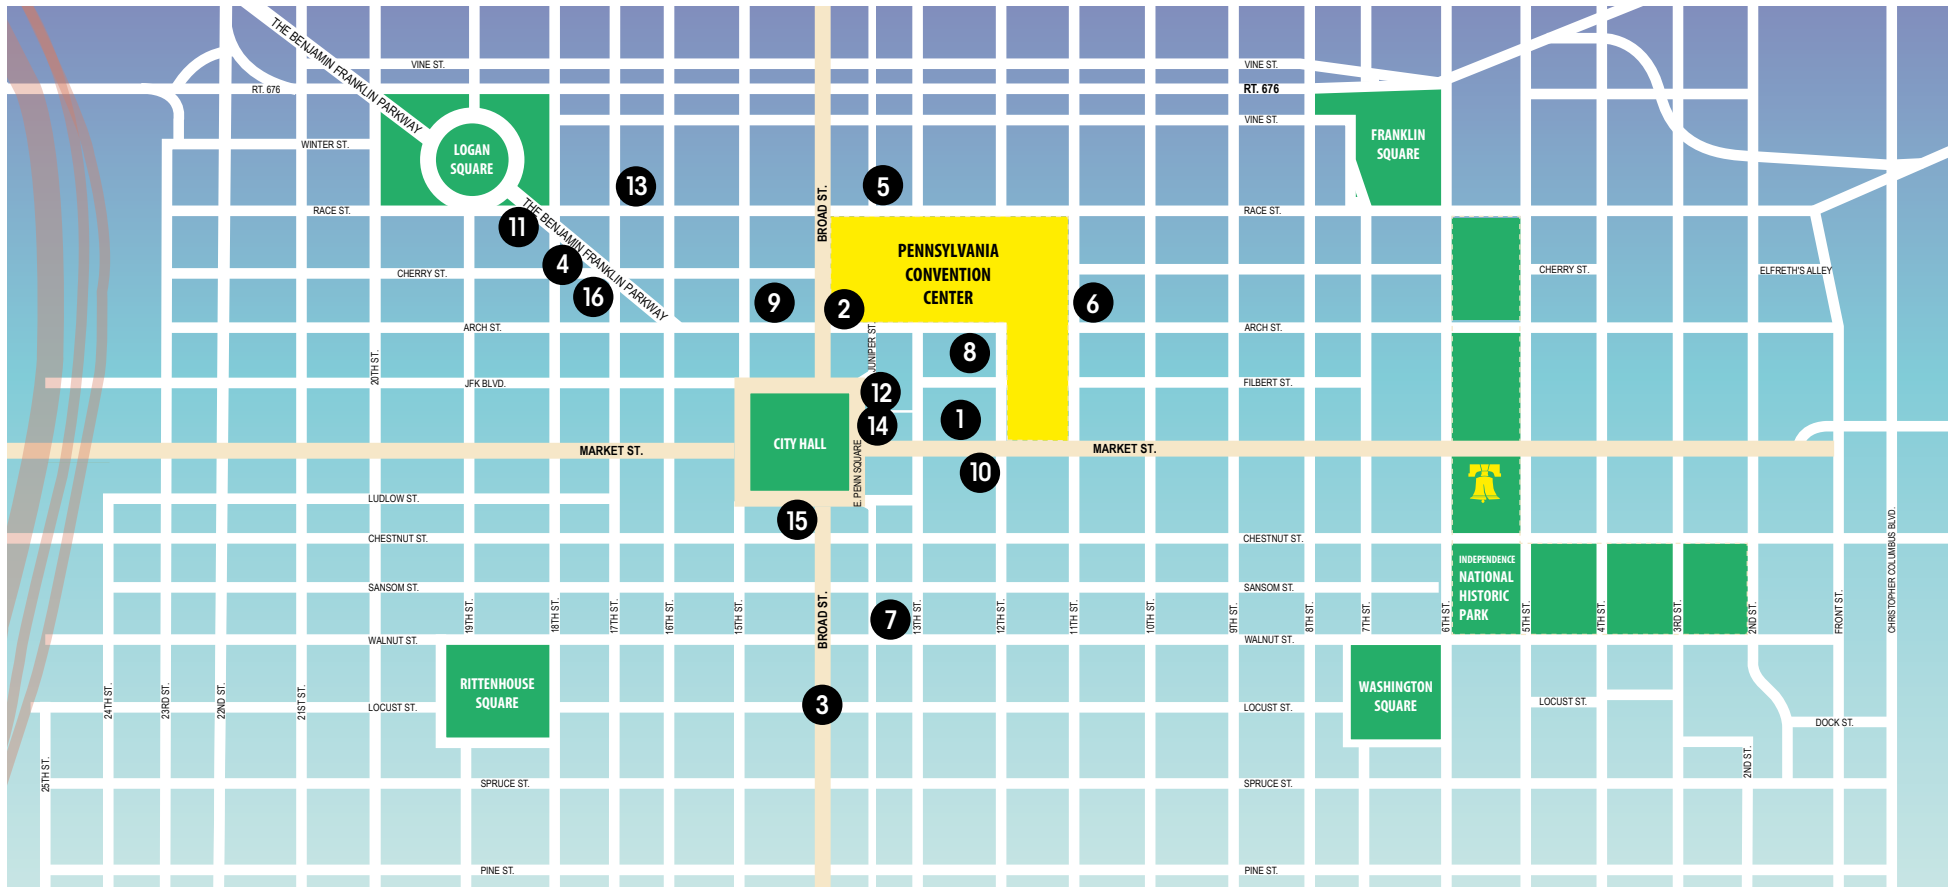 THE BENJAMIN FRANKLIN PARKWAY
VINE ST.
VINE ST.
RT. 676
RT. 676
VINE ST.
WINTER ST.
LOGAN
SQUARE
FRANKLIN
SQUARE
13
5
BROAD ST.
RACE ST.
RACE ST.
THE BENJAMIN FRANKLIN PARKWAY
11
4
16
PENNSYLVANIA
CONVENTION
CENTER
CHERRY ST.
CHERRY ST.
ELFRETH'S ALLEY
9
2
6
ARCH ST.
ARCH ST.
JUNIPER ST.
8
20TH ST.
JFK BLVD.
FILBERT ST.
12
14
1
CITY HALL
MARKET ST.
MARKET ST.
E. PENN SQUARE
10
LUDLOW ST.
15
CHESTNUT ST.
CHESTNUT ST.
CHRISTOPHER COLUMBUS BLVD.
INDEPENDENCE
NATIONAL
HISTORIC
PARK
SANSOM ST.
SANSOM ST.
19TH ST.
18TH ST.
17TH ST.
16TH ST.
15TH ST.
BROAD ST.
7
13TH ST.
12TH ST.
11TH ST.
10TH ST.
9TH ST.
8TH ST.
7TH ST.
6TH ST.
5TH ST.
4TH ST.
3RD ST.
2ND ST.
FRONT ST.
WALNUT ST.
WALNUT ST.
RITTENHOUSE
SQUARE
WASHINGTON
SQUARE
24TH ST.
23RD ST.
22ND ST.
21ST ST.
LOCUST ST.
3
LOCUST ST.
LOCUST ST.
DOCK ST.
25TH ST.
2ND ST.
SPRUCE ST.
SPRUCE ST.
PINE ST.
PINE ST.